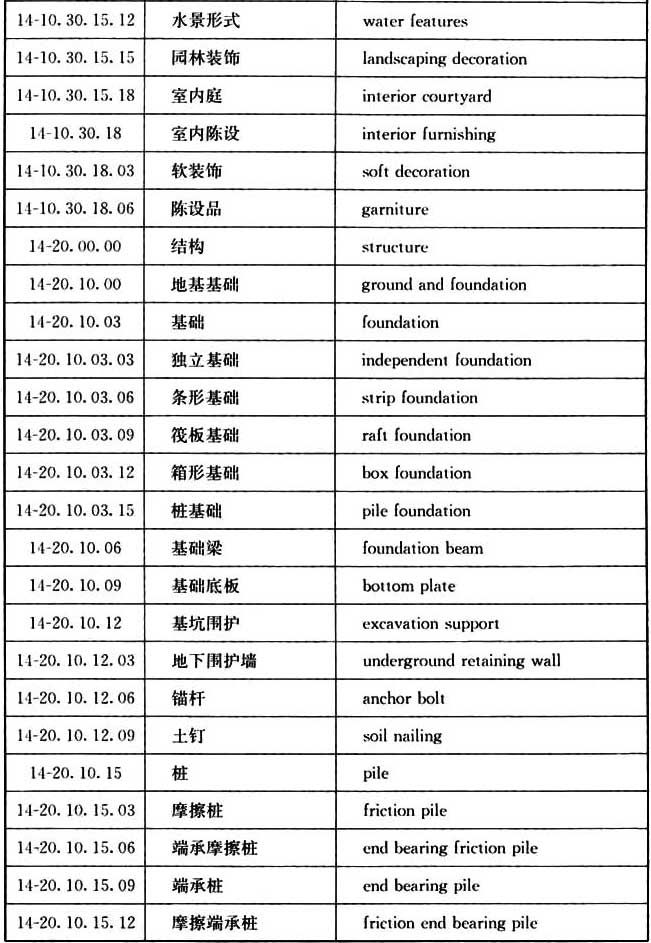 14-10.30.15.12 水景形式 water features
14-10.30.15.15 园林装饰 landscaping decoration
14-10.30.15.18 室内庭 interior courtyard
14-10.30.18 室内陈设 interior furnishing
14-10.30.18.03 软装饰 soft decoration
14-10.30.18.06 陈设品 garniture
14-20.00.00 结构 structure
14-20.10.00 地基基础 ground and foundation
14-20.10.03 基础 foundation
14-20.10.03.03 独立基础 independent foundation
14-20.10.03.06 条形基础 strip foundation
14-20.10.03.09 筏板基础 raft foundation
14-20.10.03.12 箱形基础 box foundation
14-20.10.03.15 桩基础 pile foundation
14-20.10.06 基础梁 foundation beam
14-20.10.09 基础底板 bottom plate
14-20.10.12 基坑围护 excavation support
14-20.10.12.03 地下围护墙 underground retaining wall
14-20.10.12.06 锚杆 anchor bolt
14-20.10.12.09 土钉 soil nailing
14-20.10.15 桩 pile
14-20.10.15.03 摩擦桩 friction pile
14-20.10.15.06 端承摩擦桩 end bearing friction pile
14-20.10.15.09 端承桩 end bearing pile
14-20.10.15.12 摩擦端承桩 friction end bearing pile